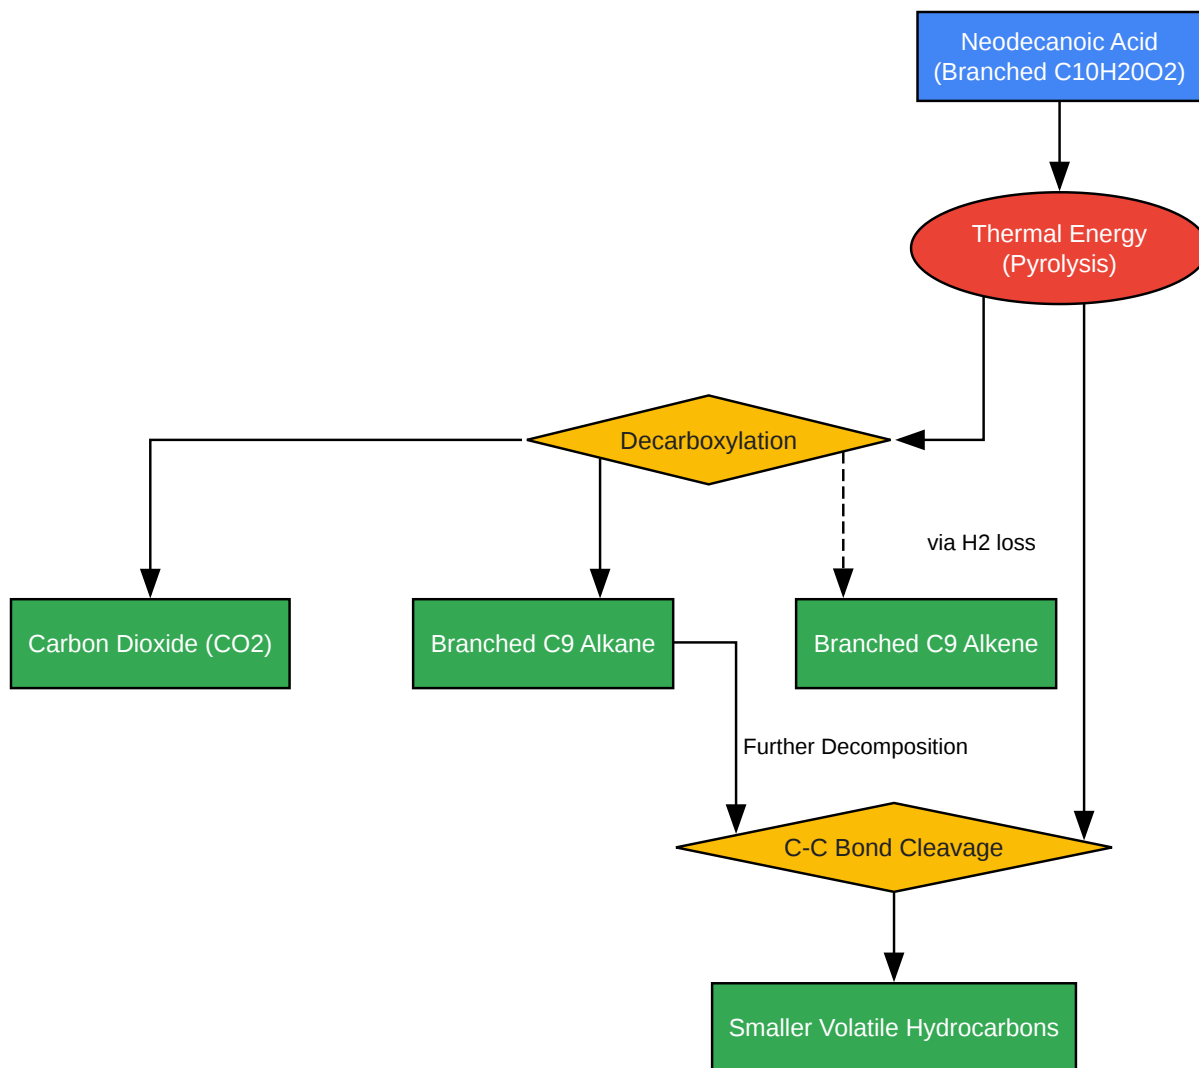 Neodecanoic Acid
(Branched C10H20O2)
Thermal Energy
(Pyrolysis)
Decarboxylation
via H2 loss
Carbon Dioxide (CO2)
Branched C9 Alkane
Branched C9 Alkene
Further Decomposition
C-C Bond Cleavage
Smaller Volatile Hydrocarbons